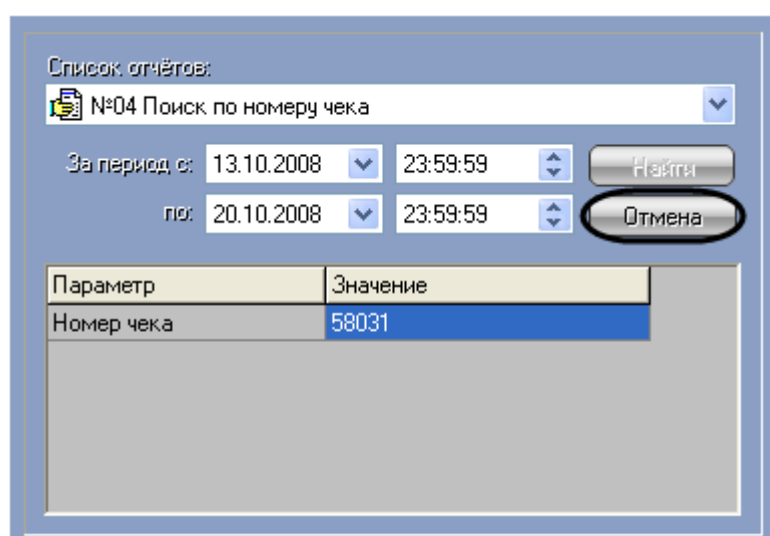 Список отчётов:
№04 Поиск по номеру чека
За период с: 13.10.2008 23:59:59 Найти
по: 20.10.2008 23:59:59 Отмена
Параметр Значение
Номер чека 58031